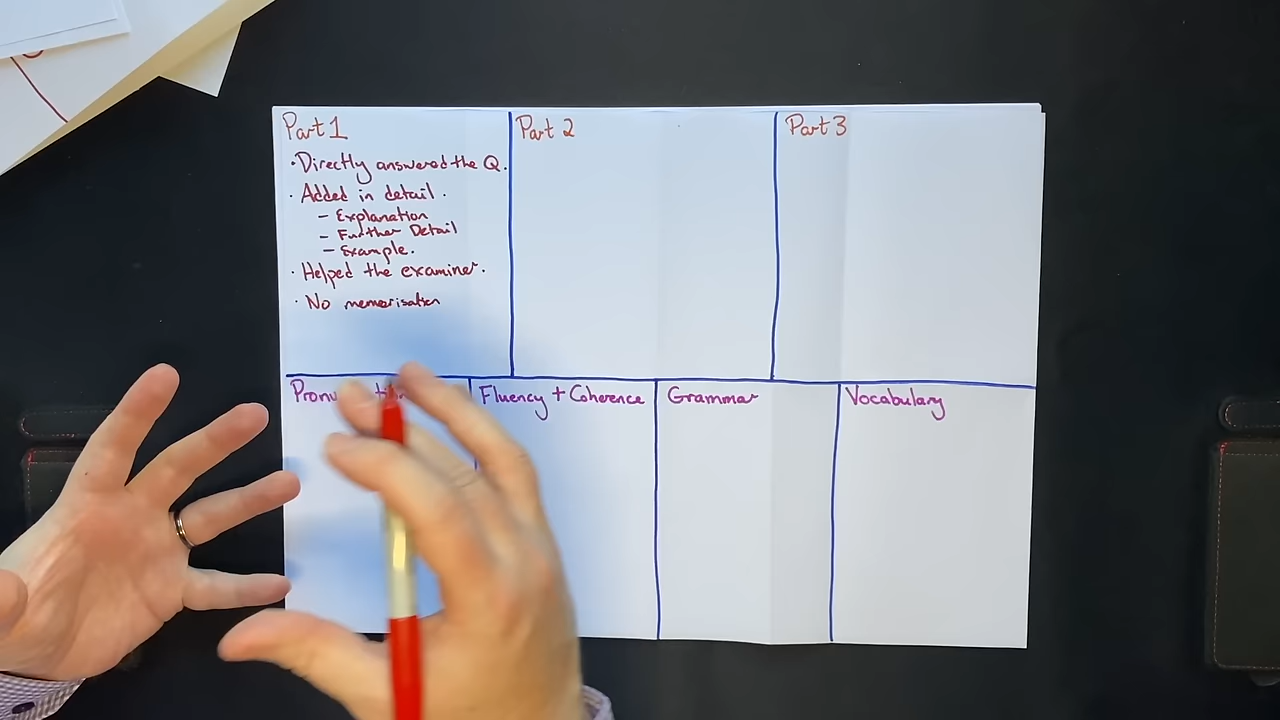 Part 1
• Directly answered the Q.
• Added in detail.
– Explanation
– Further Detail
– Example.
• Helped the examiner.
• No memorisation
Part 2
Part 3
Fluency + Coherence
Grammar
Vocabulary